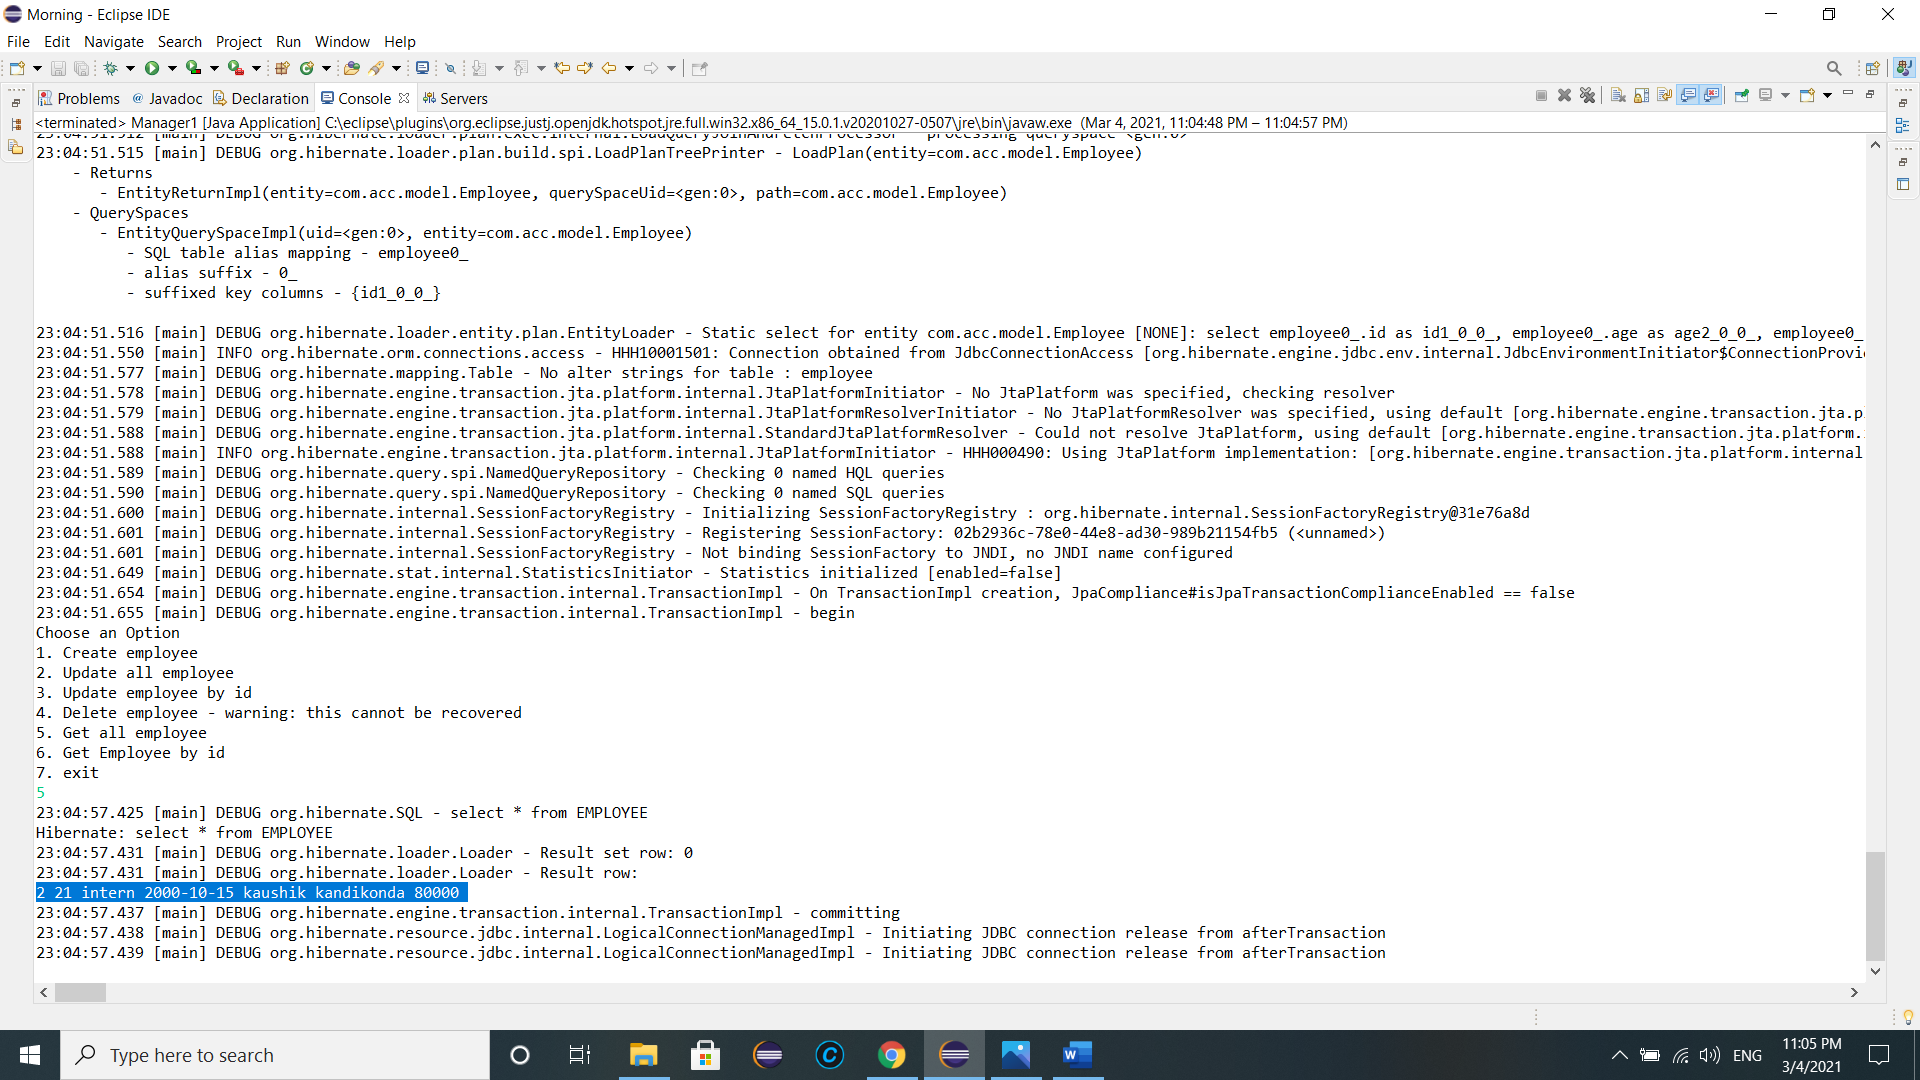 Morning - Eclipse IDE
File Edit Navigate Search Project Run Window Help
Problems @ Javadoc Declaration Console Servers
<terminated> Manager1 [Java Application] C:\eclipse\plugins\org.eclipse.justj.openjdk.hotspot.jre.full.win32.x86_64_15.0.1.v20201027-0507\jre\bin\javaw.exe (Mar 4, 2021, 11:04:48 PM – 11:04:57 PM)
23:04:51.512 [main] DEBUG org.hibernate.loader.plan.exec.internal.LoadQueryJoinAndFetchProcessor - processing queryspace <gen:0>
23:04:51.515 [main] DEBUG org.hibernate.loader.plan.build.spi.LoadPlanTreePrinter - LoadPlan(entity=com.acc.model.Employee)
- Returns
- EntityReturnImpl(entity=com.acc.model.Employee, querySpaceUid=<gen:0>, path=com.acc.model.Employee)
- QuerySpaces
- EntityQuerySpaceImpl(uid=<gen:0>, entity=com.acc.model.Employee)
- SQL table alias mapping - employee0_
- alias suffix - 0_
- suffixed key columns - {id1_0_0_}
23:04:51.516 [main] DEBUG org.hibernate.loader.entity.plan.EntityLoader - Static select for entity com.acc.model.Employee [NONE]: select employee0_.id as id1_0_0_, employee0_.age as age2_0_0_, employee0_
23:04:51.550 [main] INFO org.hibernate.orm.connections.access - HHH10001501: Connection obtained from JdbcConnectionAccess [org.hibernate.engine.jdbc.env.internal.JdbcEnvironmentInitiator$ConnectionProvi
23:04:51.577 [main] DEBUG org.hibernate.mapping.Table - No alter strings for table : employee
23:04:51.578 [main] DEBUG org.hibernate.engine.transaction.jta.platform.internal.JtaPlatformInitiator - No JtaPlatform was specified, checking resolver
23:04:51.579 [main] DEBUG org.hibernate.engine.transaction.jta.platform.internal.JtaPlatformResolverInitiator - No JtaPlatformResolver was specified, using default [org.hibernate.engine.transaction.jta.p
23:04:51.588 [main] DEBUG org.hibernate.engine.transaction.jta.platform.internal.StandardJtaPlatformResolver - Could not resolve JtaPlatform, using default [org.hibernate.engine.transaction.jta.platform.
23:04:51.588 [main] INFO org.hibernate.engine.transaction.jta.platform.internal.JtaPlatformInitiator - HHH000490: Using JtaPlatform implementation: [org.hibernate.engine.transaction.jta.platform.internal
23:04:51.589 [main] DEBUG org.hibernate.query.spi.NamedQueryRepository - Checking 0 named HQL queries
23:04:51.590 [main] DEBUG org.hibernate.query.spi.NamedQueryRepository - Checking 0 named SQL queries
23:04:51.600 [main] DEBUG org.hibernate.internal.SessionFactoryRegistry - Initializing SessionFactoryRegistry : org.hibernate.internal.SessionFactoryRegistry@31e76a8d
23:04:51.601 [main] DEBUG org.hibernate.internal.SessionFactoryRegistry - Registering SessionFactory: 02b2936c-78e0-44e8-ad30-989b21154fb5 (<unnamed>)
23:04:51.601 [main] DEBUG org.hibernate.internal.SessionFactoryRegistry - Not binding SessionFactory to JNDI, no JNDI name configured
23:04:51.649 [main] DEBUG org.hibernate.stat.internal.StatisticsInitiator - Statistics initialized [enabled=false]
23:04:51.654 [main] DEBUG org.hibernate.engine.transaction.internal.TransactionImpl - On TransactionImpl creation, JpaCompliance#isJpaTransactionComplianceEnabled == false
23:04:51.655 [main] DEBUG org.hibernate.engine.transaction.internal.TransactionImpl - begin
Choose an Option
1. Create employee
2. Update all employee
3. Update employee by id
4. Delete employee - warning: this cannot be recovered
5. Get all employee
6. Get Employee by id
7. exit
5
23:04:57.425 [main] DEBUG org.hibernate.SQL - select * from EMPLOYEE
Hibernate: select * from EMPLOYEE
23:04:57.431 [main] DEBUG org.hibernate.loader.Loader - Result set row: 0
23:04:57.431 [main] DEBUG org.hibernate.loader.Loader - Result row:
2 21 intern 2000-10-15 kaushik kandikonda 80000
23:04:57.437 [main] DEBUG org.hibernate.engine.transaction.internal.TransactionImpl - committing
23:04:57.438 [main] DEBUG org.hibernate.resource.jdbc.internal.LogicalConnectionManagedImpl - Initiating JDBC connection release from afterTransaction
23:04:57.439 [main] DEBUG org.hibernate.resource.jdbc.internal.LogicalConnectionManagedImpl - Initiating JDBC connection release from afterTransaction
Type here to search
ENG
11:05 PM
3/4/2021